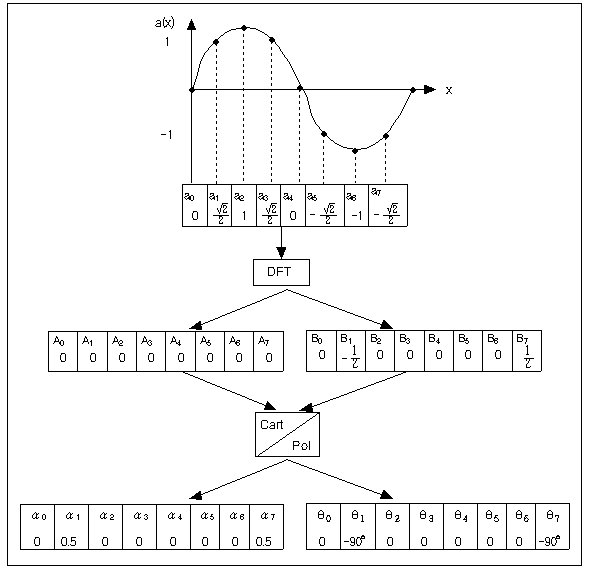 a(x)
1
x
-1
a₀ a₁ a₂ a₃ a₄ a₅ a₆ a₇
0 √2/2 1 √2/2 0 -√2/2 -1 -√2/2
DFT
A₀ A₁ A₂ A₃ A₄ A₅ A₆ A₇
0 0 0 0 0 0 0 0
B₀ B₁ B₂ B₃ B₄ B₅ B₆ B₇
0 -1/2 0 0 0 0 0 1/2
Cart
Pol
α₀ α₁ α₂ α₃ α₄ α₅ α₆ α₇
0 0.5 0 0 0 0 0 0.5
θ₀ θ₁ θ₂ θ₃ θ₄ θ₅ θ₆ θ₇
0 -90° 0 0 0 0 0 -90°